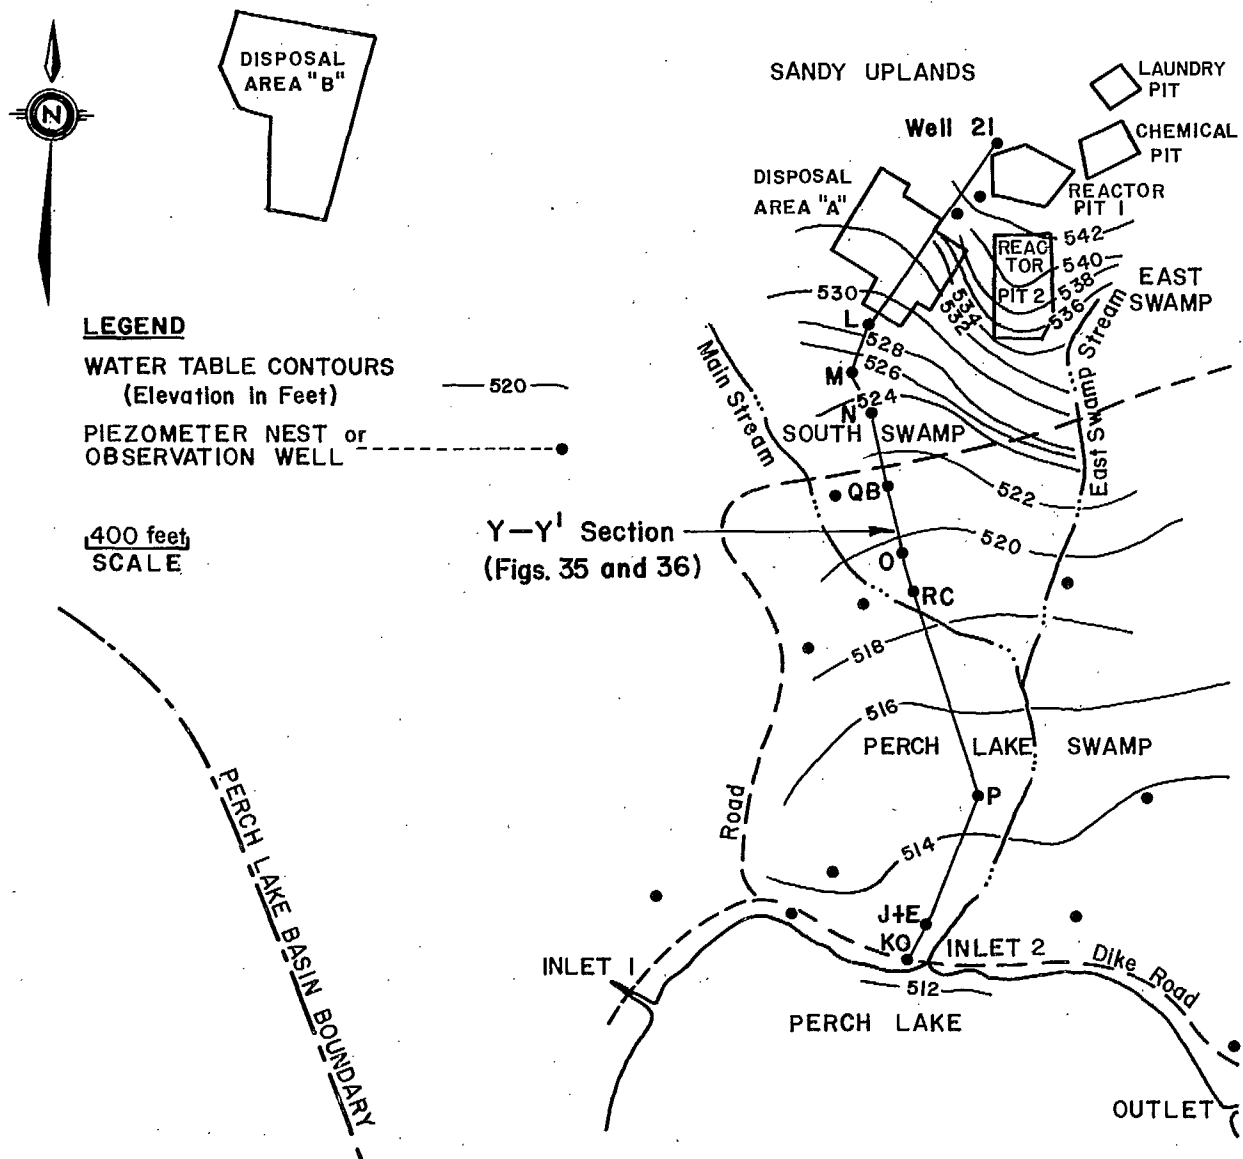 DISPOSAL
AREA "B"
N
SANDY UPLANDS
LAUNDRY
PIT
Well 21
CHEMICAL
PIT
DISPOSAL
AREA "A"
REACTOR
PIT 1
REAC
TOR
PIT 2
542
540
538
536
534
532
530
528
526
524
EAST
SWAMP
L
M
N
LEGEND
WATER TABLE CONTOURS
(Elevation in Feet)
520
PIEZOMETER NEST or
OBSERVATION WELL
400 feet
SCALE
Main Stream
East Swamp Stream
SOUTH SWAMP
QB
522
Y-Y' Section
(Figs. 35 and 36)
520
O
RC
518
516
PERCH LAKE SWAMP
P
Road
514
PERCH LAKE BASIN BOUNDARY
J+E
KO
INLET 2
INLET 1
Dike Road
512
PERCH LAKE
OUTLET